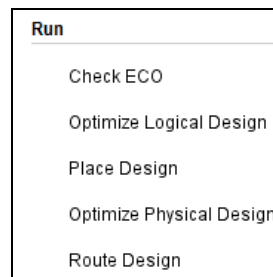 Run
Check ECO
Optimize Logical Design
Place Design
Optimize Physical Design
Route Design